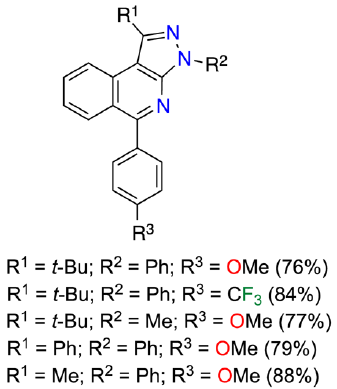 R¹
N
N
R²
N
R³
R¹ = t-Bu; R² = Ph; R³ = OMe (76%)
R¹ = t-Bu; R² = Ph; R³ = CF₃ (84%)
R¹ = t-Bu; R² = Me; R³ = OMe (77%)
R¹ = Ph; R² = Ph; R³ = OMe (79%)
R¹ = Me; R² = Ph; R³ = OMe (88%)